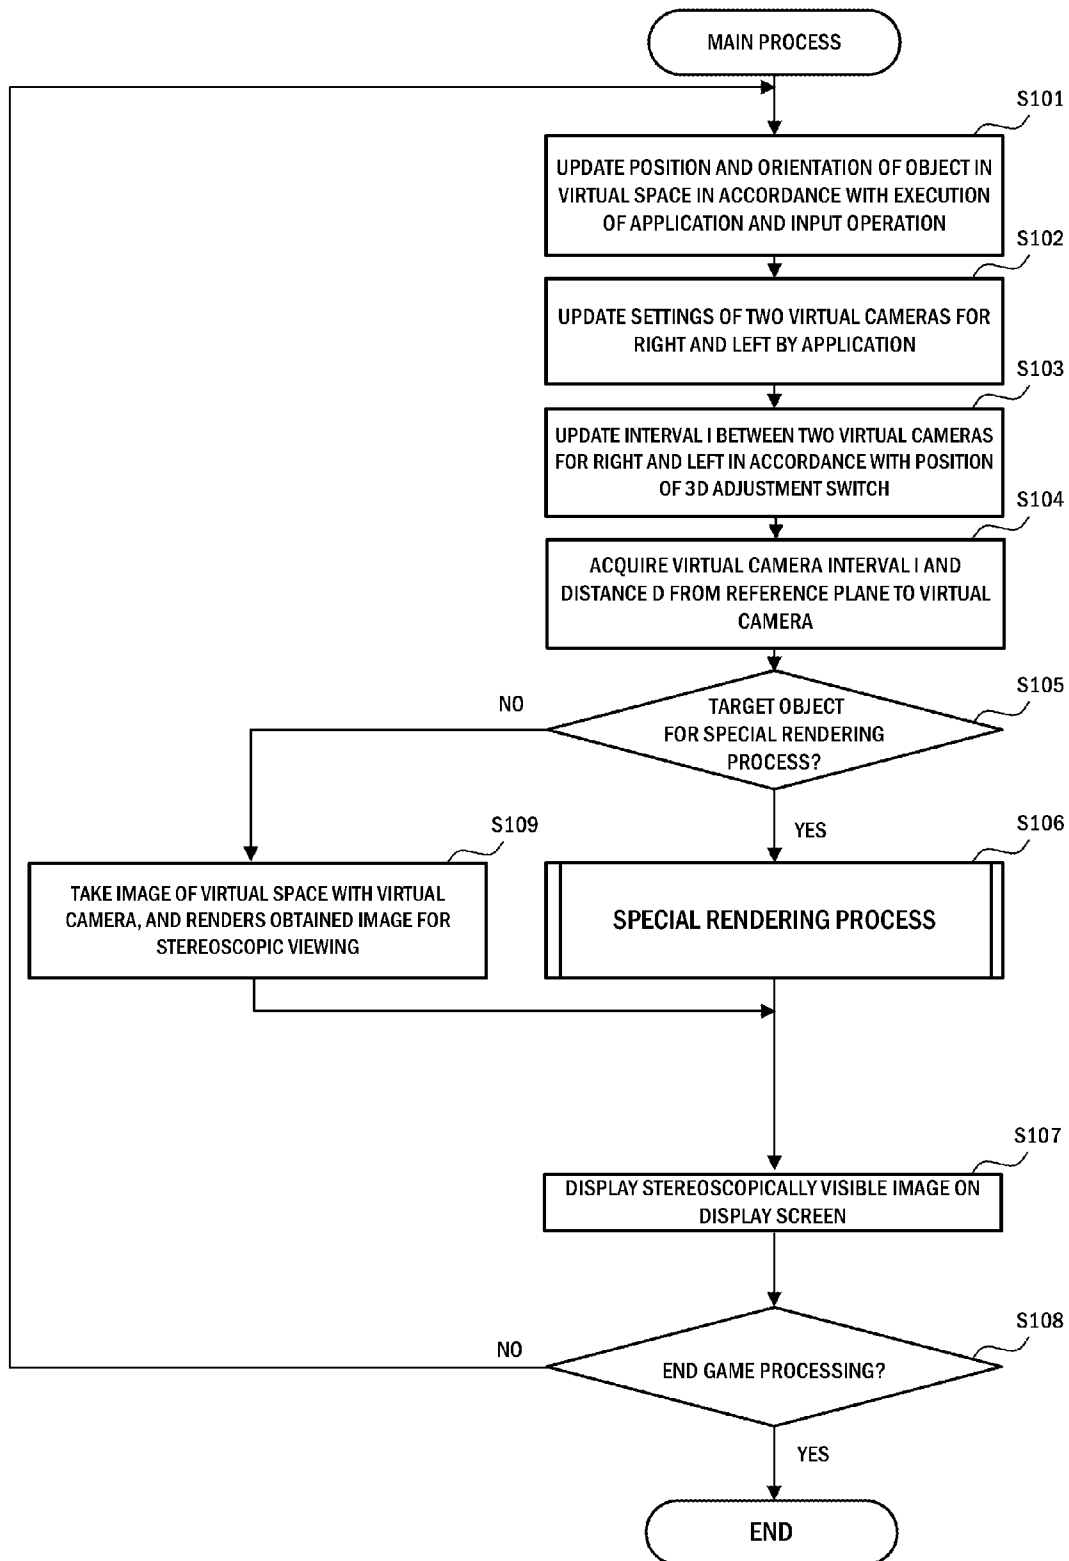 MAIN PROCESS
S101
UPDATE POSITION AND ORIENTATION OF OBJECT IN
VIRTUAL SPACE IN ACCORDANCE WITH EXECUTION
OF APPLICATION AND INPUT OPERATION
S102
UPDATE SETTINGS OF TWO VIRTUAL CAMERAS FOR
RIGHT AND LEFT BY APPLICATION
S103
UPDATE INTERVAL I BETWEEN TWO VIRTUAL CAMERAS
FOR RIGHT AND LEFT IN ACCORDANCE WITH POSITION
OF 3D ADJUSTMENT SWITCH
S104
ACQUIRE VIRTUAL CAMERA INTERVAL I AND
DISTANCE D FROM REFERENCE PLANE TO VIRTUAL
CAMERA
S105
NO
TARGET OBJECT
FOR SPECIAL RENDERING
PROCESS?
YES
S109
TAKE IMAGE OF VIRTUAL SPACE WITH VIRTUAL
CAMERA, AND RENDERS OBTAINED IMAGE FOR
STEREOSCOPIC VIEWING
S106
SPECIAL RENDERING PROCESS
S107
DISPLAY STEREOSCOPICALLY VISIBLE IMAGE ON
DISPLAY SCREEN
S108
NO
END GAME PROCESSING?
YES
END